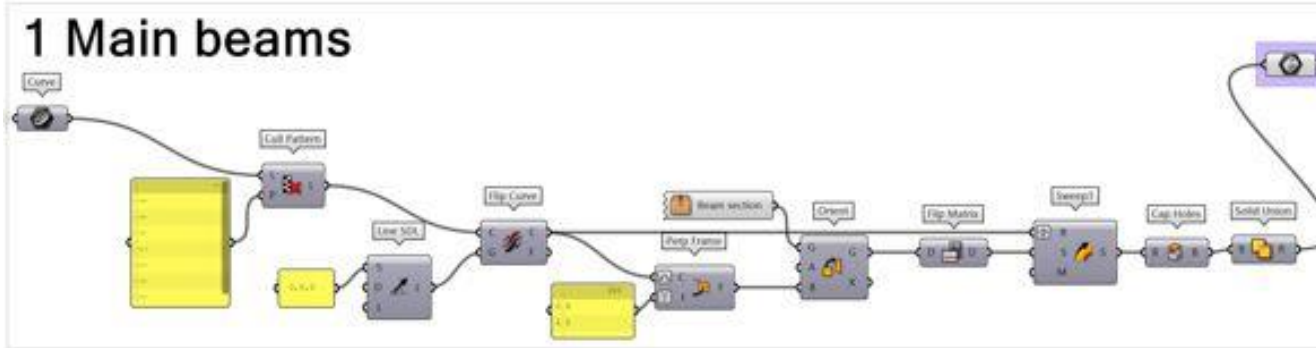 1 Main beams
Curve
Cull Pattern
L
P
L
Line SDL
S
D
L
L
Flip Curve
C
G
C
F
Beam section
Perp Frame
C
F
Orient
G
A
B
G
X
Flip Matrix
D
D
Sweep1
R
S
M
S
Cap Holes
B
B
Solid Union
B
R